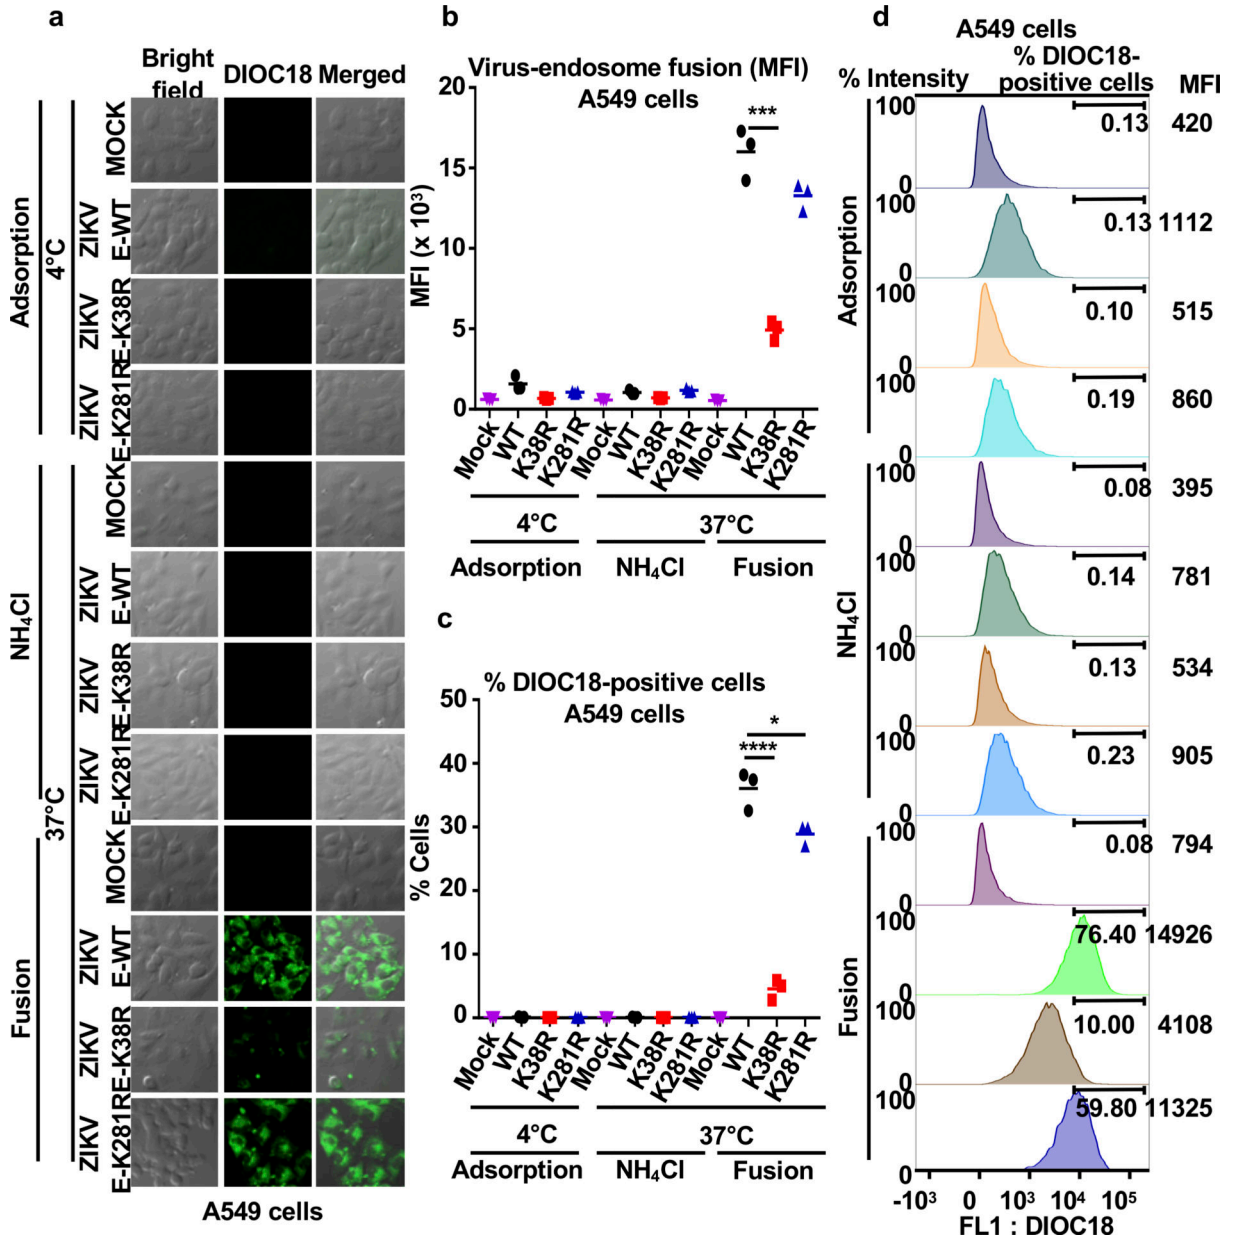 a
Bright
field
DIOC18
Merged
Adsorption
4°C
MOCK
ZIKV
E-WT
ZIKV
E-K38R
ZIKV
E-K281R
NH₄Cl
37°C
MOCK
ZIKV
E-WT
ZIKV
E-K38R
ZIKV
E-K281R
Fusion
MOCK
ZIKV
E-WT
ZIKV
E-K38R
ZIKV
E-K281R
A549 cells
b
Virus-endosome fusion (MFI)
A549 cells
MFI (x 10³)
20
15
10
5
0
***
Mock
WT
K38R
K281R
Mock
WT
K38R
K281R
Mock
WT
K38R
K281R
4°C
37°C
Adsorption
NH₄Cl
Fusion
c
% DIOC18-positive cells
A549 cells
% Cells
50
40
30
20
10
0
*
****
Mock
WT
K38R
K281R
Mock
WT
K38R
K281R
Mock
WT
K38R
K281R
4°C
37°C
Adsorption
NH₄Cl
Fusion
d
A549 cells
% Intensity
% DIOC18-
positive cells
MFI
Adsorption
100
0
0.13
420
100
0
0.13
1112
100
0
0.10
515
100
0
0.19
860
NH₄Cl
100
0
0.08
395
100
0
0.14
781
100
0
0.13
534
100
0
0.23
905
Fusion
100
0
0.08
794
100
0
76.40
14926
100
0
10.00
4108
100
0
59.80
11325
-10³
0
10³
10⁴
10⁵
FL1 : DIOC18